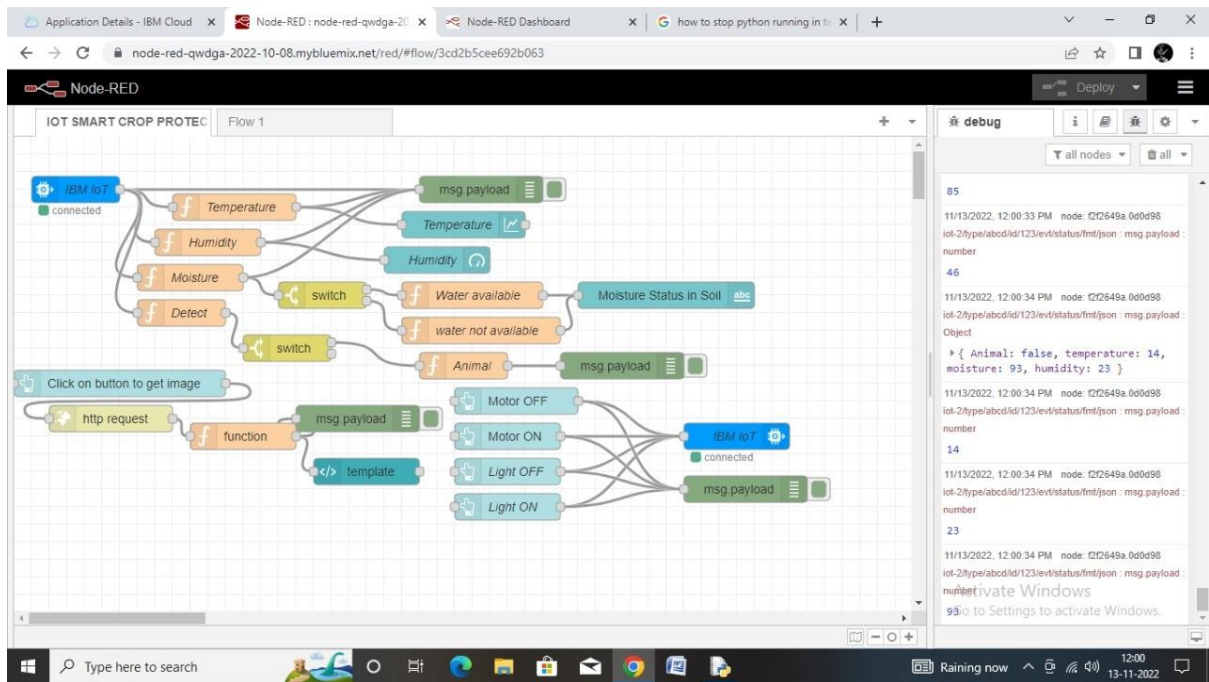 Application Details - IBM Cloud
Node-RED : node-red-qwdga-20
Node-RED Dashboard
how to stop python running in te
node-red-qwdga-2022-10-08.mybluemix.net/red/#flow/3cd2b5cee692b063
Node-RED
Deploy
IOT SMART CROP PROTEC
Flow 1
debug
all nodes
all
IBM IoT
connected
msg.payload
Temperature
Temperature
Humidity
Humidity
Moisture
switch
Water available
Moisture Status in Soil
abc
Detect
water not available
switch
Animal
msg.payload
Click on button to get image
Motor OFF
http request
msg.payload
function
Motor ON
IBM IoT
connected
template
Light OFF
msg.payload
Light ON
85
11/13/2022, 12:00:33 PM node: f2f2649a.0d0d98
iot-2/type/abcd/id/123/evt/status/fmt/json : msg.payload :
number
46
11/13/2022, 12:00:34 PM node: f2f2649a.0d0d98
iot-2/type/abcd/id/123/evt/status/fmt/json : msg.payload :
Object
{ Animal: false, temperature: 14,
moisture: 93, humidity: 23 }
11/13/2022, 12:00:34 PM node: f2f2649a.0d0d98
iot-2/type/abcd/id/123/evt/status/fmt/json : msg.payload :
number
14
11/13/2022, 12:00:34 PM node: f2f2649a.0d0d98
iot-2/type/abcd/id/123/evt/status/fmt/json : msg.payload :
number
23
11/13/2022, 12:00:34 PM node: f2f2649a.0d0d98
iot-2/type/abcd/id/123/evt/status/fmt/json : msg.payload :
number
93
Activate Windows
Go to Settings to activate Windows.
Type here to search
Raining now
12:00
13-11-2022